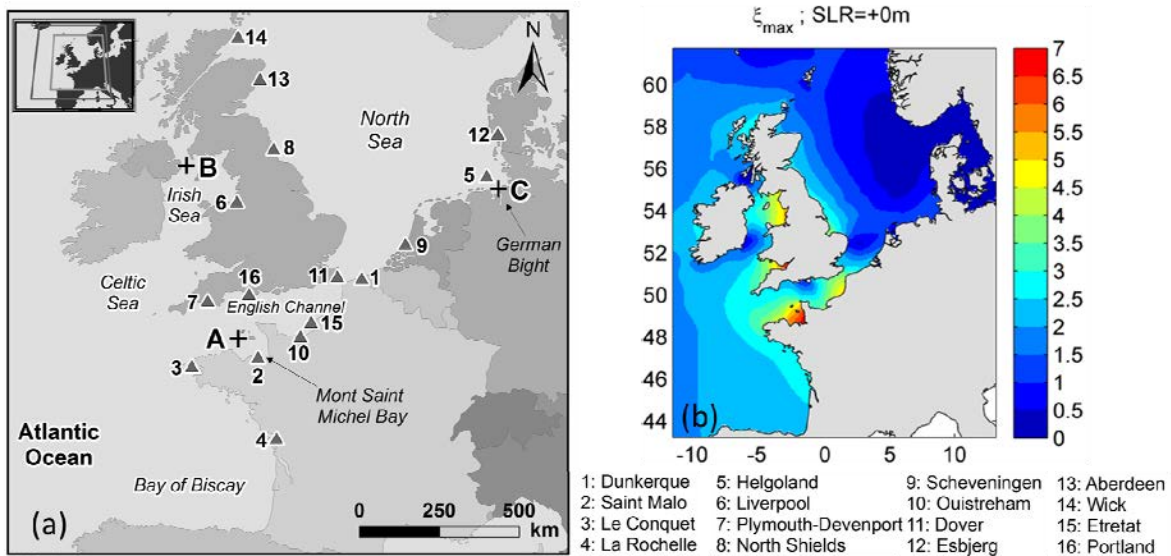 14
13
N
North
Sea
12
8
5
C
B
Irish
Sea
6
German
Bight
9
Celtic
Sea
16
11
1
7
English Channel
15
A
10
3
2
Mont Saint
Michel Bay
Atlantic
Ocean
4
Bay of Biscay
(a)
0 250 500
km
ξmax ; SLR=+0m
60
58
56
54
52
50
48
46
44
(b)
-10 -5 0 5 10
7
6.5
6
5.5
5
4.5
4
3.5
3
2.5
2
1.5
1
0.5
0
1: Dunkerque 5: Helgoland 9: Scheveningen 13: Aberdeen
2: Saint Malo 6: Liverpool 10: Ouistreham 14: Wick
3: Le Conquet 7: Plymouth-Devenport 11: Dover 15: Etretat
4: La Rochelle 8: North Shields 12: Esbjerg 16: Portland